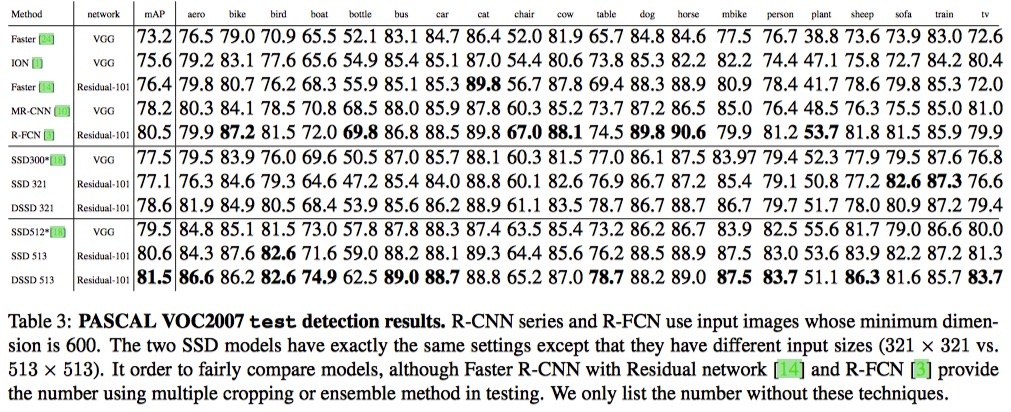 Method network mAP aero bike bird boat bottle bus car cat chair cow table dog horse mbike person plant sheep sofa train tv
Faster [24] VGG 73.2 76.5 79.0 70.9 65.5 52.1 83.1 84.7 86.4 52.0 81.9 65.7 84.8 84.6 77.5 76.7 38.8 73.6 73.9 83.0 72.6
ION [1] VGG 75.6 79.2 83.1 77.6 65.6 54.9 85.4 85.1 87.0 54.4 80.6 73.8 85.3 82.2 82.2 74.4 47.1 75.8 72.7 84.2 80.4
Faster [14] Residual-101 76.4 79.8 80.7 76.2 68.3 55.9 85.1 85.3 89.8 56.7 87.8 69.4 88.3 88.9 80.9 78.4 41.7 78.6 79.8 85.3 72.0
MR-CNN [10] VGG 78.2 80.3 84.1 78.5 70.8 68.5 88.0 85.9 87.8 60.3 85.2 73.7 87.2 86.5 85.0 76.4 48.5 76.3 75.5 85.0 81.0
R-FCN [3] Residual-101 80.5 79.9 87.2 81.5 72.0 69.8 86.8 88.5 89.8 67.0 88.1 74.5 89.8 90.6 79.9 81.2 53.7 81.8 81.5 85.9 79.9
SSD300*[18] VGG 77.5 79.5 83.9 76.0 69.6 50.5 87.0 85.7 88.1 60.3 81.5 77.0 86.1 87.5 83.97 79.4 52.3 77.9 79.5 87.6 76.8
SSD 321 Residual-101 77.1 76.3 84.6 79.3 64.6 47.2 85.4 84.0 88.8 60.1 82.6 76.9 86.7 87.2 85.4 79.1 50.8 77.2 82.6 87.3 76.6
DSSD 321 Residual-101 78.6 81.9 84.9 80.5 68.4 53.9 85.6 86.2 88.9 61.1 83.5 78.7 86.7 88.7 86.7 79.7 51.7 78.0 80.9 87.2 79.4
SSD512*[18] VGG 79.5 84.8 85.1 81.5 73.0 57.8 87.8 88.3 87.4 63.5 85.4 73.2 86.2 86.7 83.9 82.5 55.6 81.7 79.0 86.6 80.0
SSD 513 Residual-101 80.6 84.3 87.6 82.6 71.6 59.0 88.2 88.1 89.3 64.4 85.6 76.2 88.5 88.9 87.5 83.0 53.6 83.9 82.2 87.2 81.3
DSSD 513 Residual-101 81.5 86.6 86.2 82.6 74.9 62.5 89.0 88.7 88.8 65.2 87.0 78.7 88.2 89.0 87.5 83.7 51.1 86.3 81.6 85.7 83.7
Table 3: PASCAL VOC2007 test detection results. R-CNN series and R-FCN use input images whose minimum dimen-
sion is 600. The two SSD models have exactly the same settings except that they have different input sizes (321 × 321 vs.
513 × 513). It order to fairly compare models, although Faster R-CNN with Residual network [14] and R-FCN [3] provide
the number using multiple cropping or ensemble method in testing. We only list the number without these techniques.